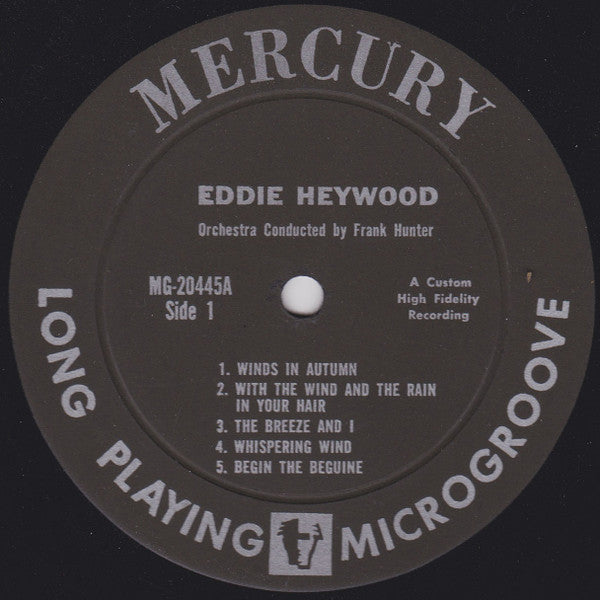 MERCURY
EDDIE HEYWOOD
Orchestra Conducted by Frank Hunter
MG-20445A
Side 1
A Custom
High Fidelity
Recording
1. WINDS IN AUTUMN
2. WITH THE WIND AND THE RAIN
IN YOUR HAIR
3. THE BREEZE AND I
4. WHISPERING WIND
5. BEGIN THE BEGUINE
LONG PLAYING MICROGROOVE